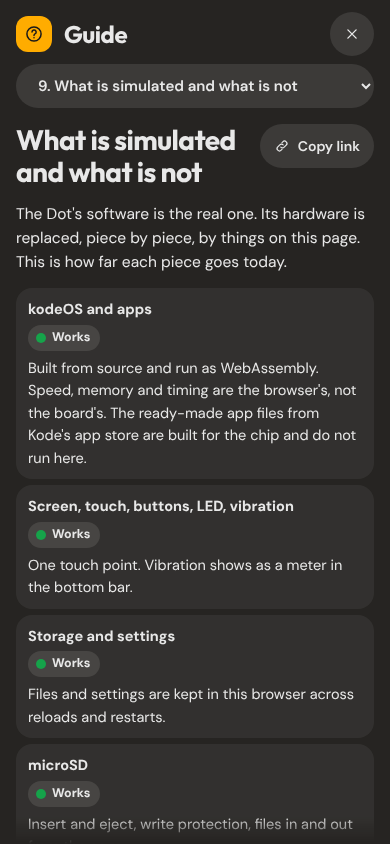 Guide
9. What is simulated and what is not
What is simulated
and what is not
Copy link
The Dot's software is the real one. Its hardware is
replaced, piece by piece, by things on this page.
This is how far each piece goes today.
kodeOS and apps
Works
Built from source and run as WebAssembly.
Speed, memory and timing are the browser's, not
the board's. The ready-made app files from
Kode's app store are built for the chip and do not
run here.
Screen, touch, buttons, LED, vibration
Works
One touch point. Vibration shows as a meter in
the bottom bar.
Storage and settings
Works
Files and settings are kept in this browser across
reloads and restarts.
microSD
Works
Insert and eject, write protection, files in and out